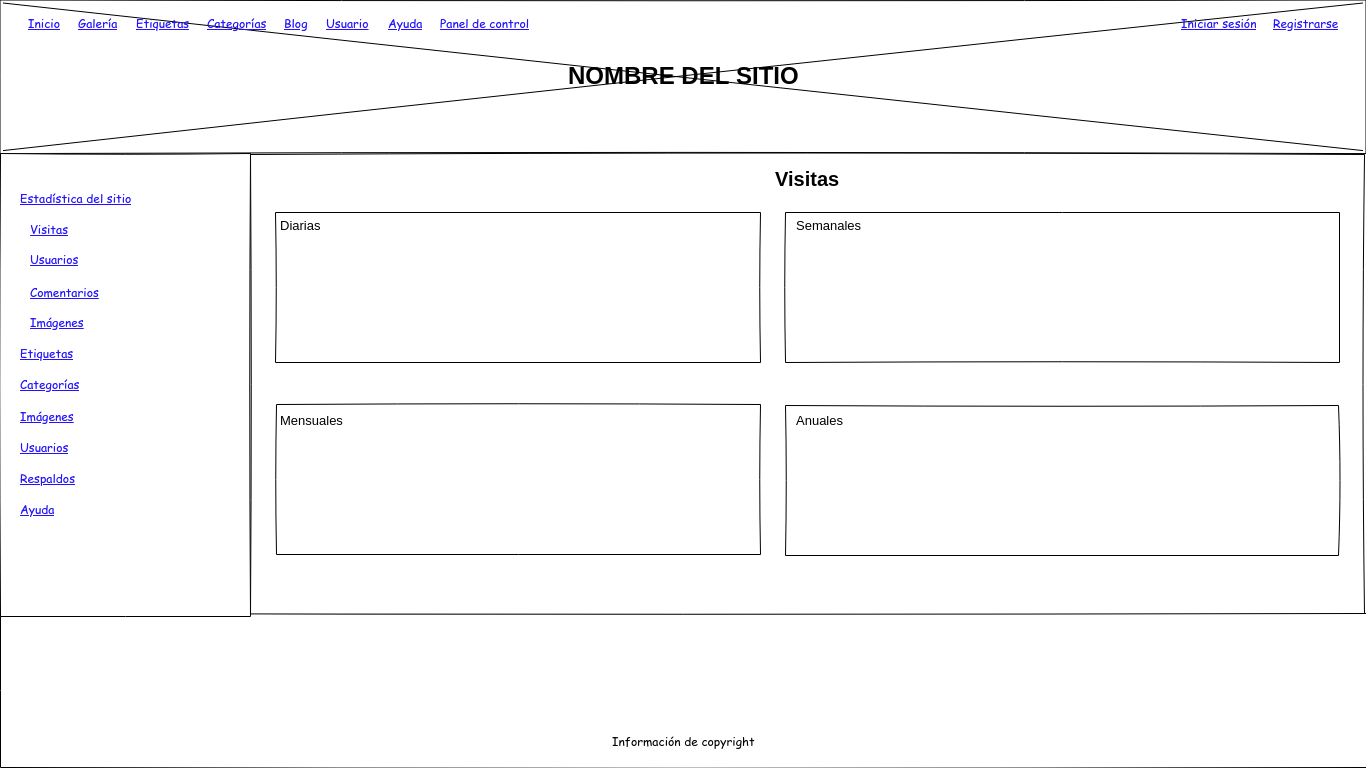 Inicio Galería Etiquetas Categorías Blog Usuario Ayuda Panel de control Iniciar sesión Registrarse
NOMBRE DEL SITIO
Estadística del sitio
Visitas
Usuarios
Comentarios
Imágenes
Etiquetas
Categorías
Imágenes
Usuarios
Respaldos
Ayuda
Visitas
Diarias
Semanales
Mensuales
Anuales
Información de copyright